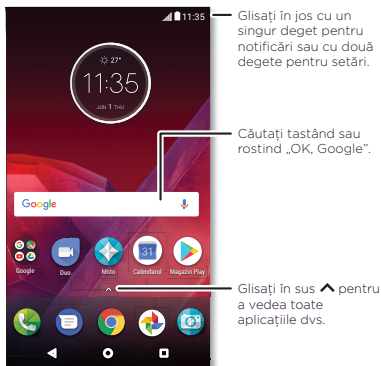 11:35
Glisați în jos cu un
singur deget pentru
notificări sau cu două
degete pentru setări.
27°
11:35
JUN 1 THU
Căutați tastând sau
rostind „OK, Google”.
Google
31
Google Duo Moto Calendarul Magazin Play
Glisați în sus pentru
a vedea toate
aplicațiile dvs.